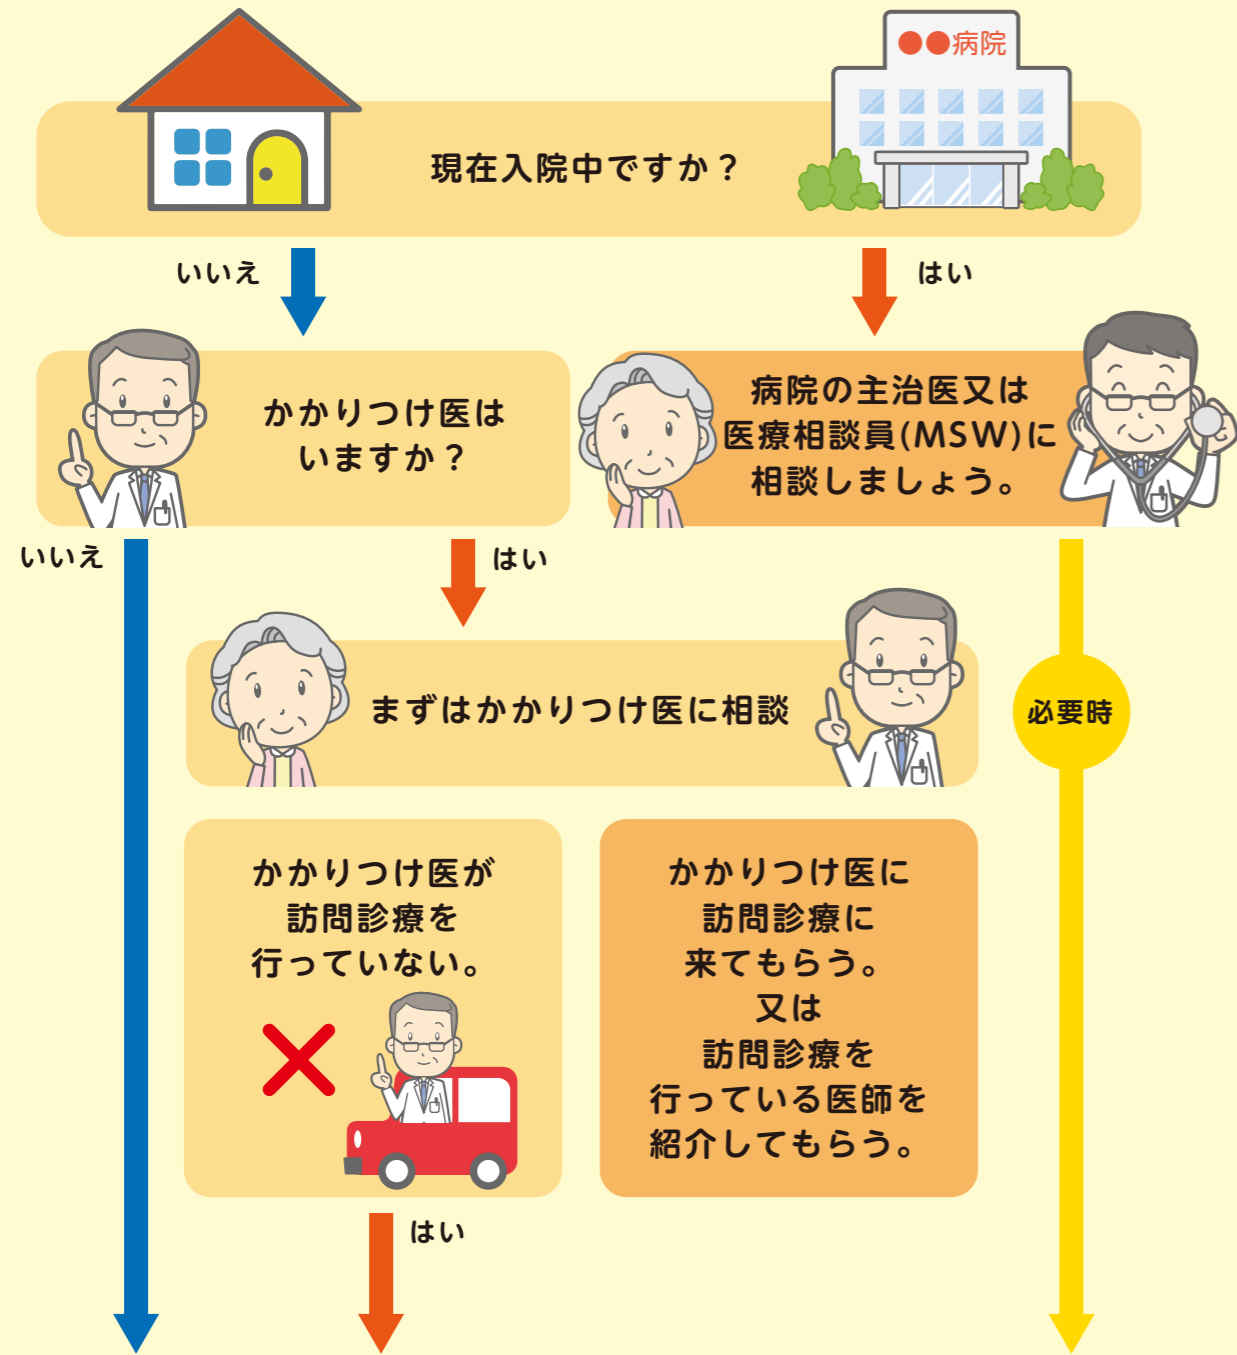 ●●病院
現在入院中ですか？
いいえ
はい
かかりつけ医は
いますか？
病院の主治医又は
医療相談員(MSW)に
相談しましょう。
いいえ
はい
まずはかかりつけ医に相談
必要時
かかりつけ医が
訪問診療を
行っていない。
かかりつけ医に
訪問診療に
来てもらう。
又は
訪問診療を
行っている医師を
紹介してもらう。
はい